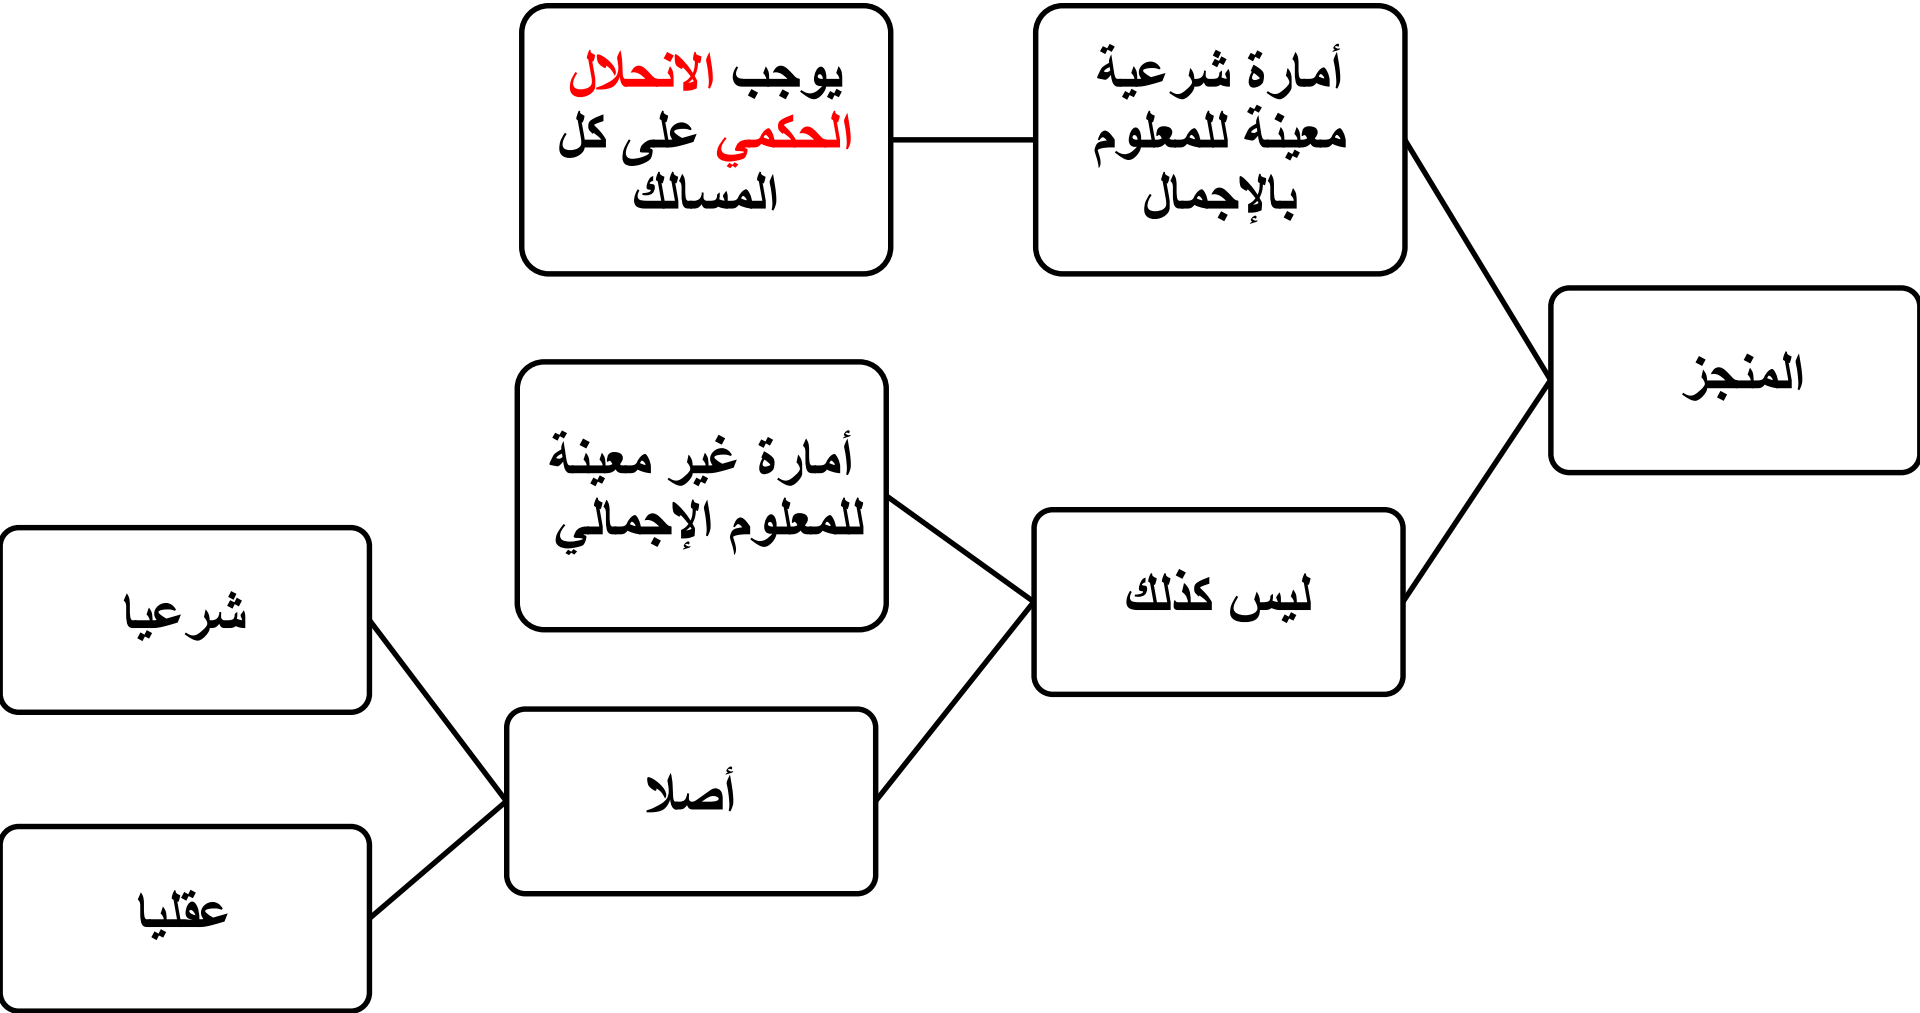 المنجز
أمارة شرعية
معينة للمعلوم
بالإجمال
يوجب الانحلال
الحكمي على كل
المسالك
ليس كذلك
أمارة غير معينة
للمعلوم الإجمالي
أصلا
شرعيا
عقليا